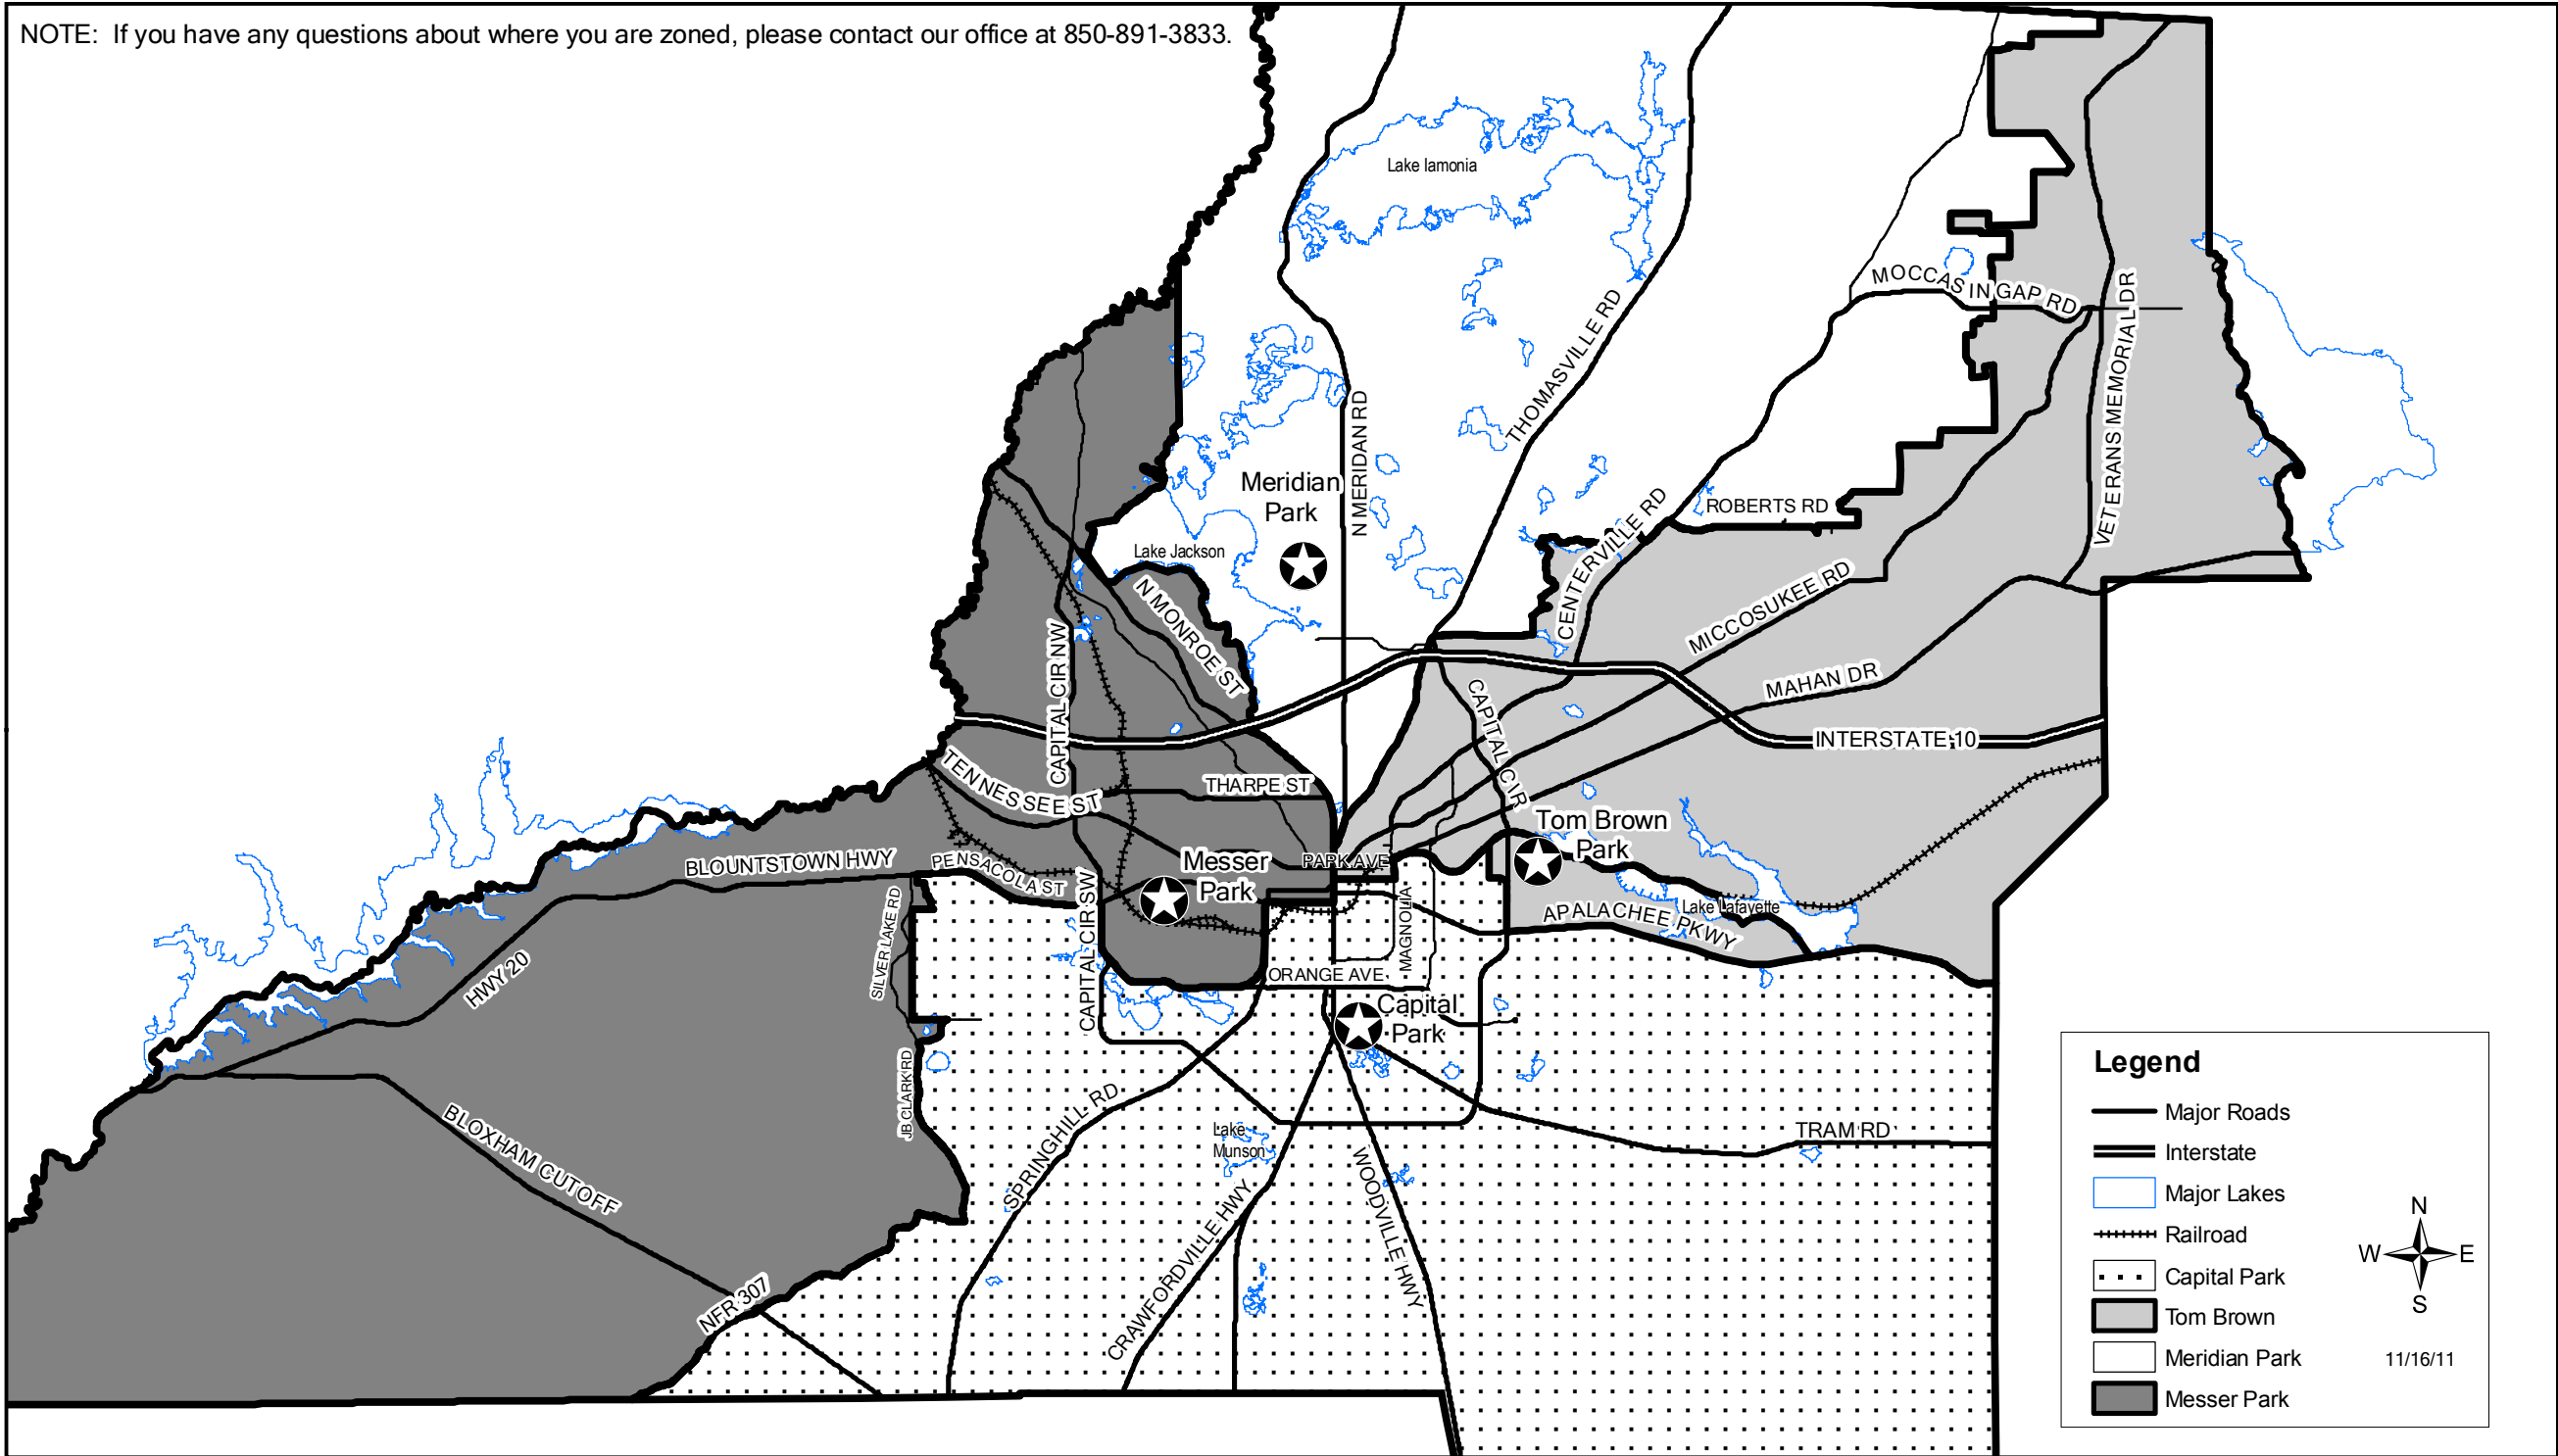 NOTE: If you have any questions about where you are zoned, please contact our office at 850-891-3833.
Lake Iamonia
MOCCASIN GAP RD
VETERANS MEMORIAL DR
THOMASVILLE RD
N MERIDAN RD
Meridian
Park
CENTERVILLE RD
ROBERTS RD
Lake Jackson
N MONROE ST
MICCOSUKEE RD
CAPITAL CIR NW
MAHAN DR
CAPITAL CIR
INTERSTATE 10
TENNESSEE ST
THARPE ST
Tom Brown
Park
BLOUNTSTOWN HWY
PENSACOLA ST
Messer
Park
PARK AVE
CAPITAL CIR SW
MAGNOLIA
Lake Lafayette
APALACHEE PKWY
SILVER LAKE RD
HWY 20
ORANGE AVE
Capital
Park
JB CLARK RD
BLOXHAM CUTOFF
SPRINGHILL RD
Lake
Munson
TRAM RD
CRAWFORDVILLE HWY
WOODVILLE HWY
NFR 307
Legend
Major Roads
Interstate
Major Lakes
Railroad
Capital Park
Tom Brown
Meridian Park
Messer Park
N
W E
S
11/16/11